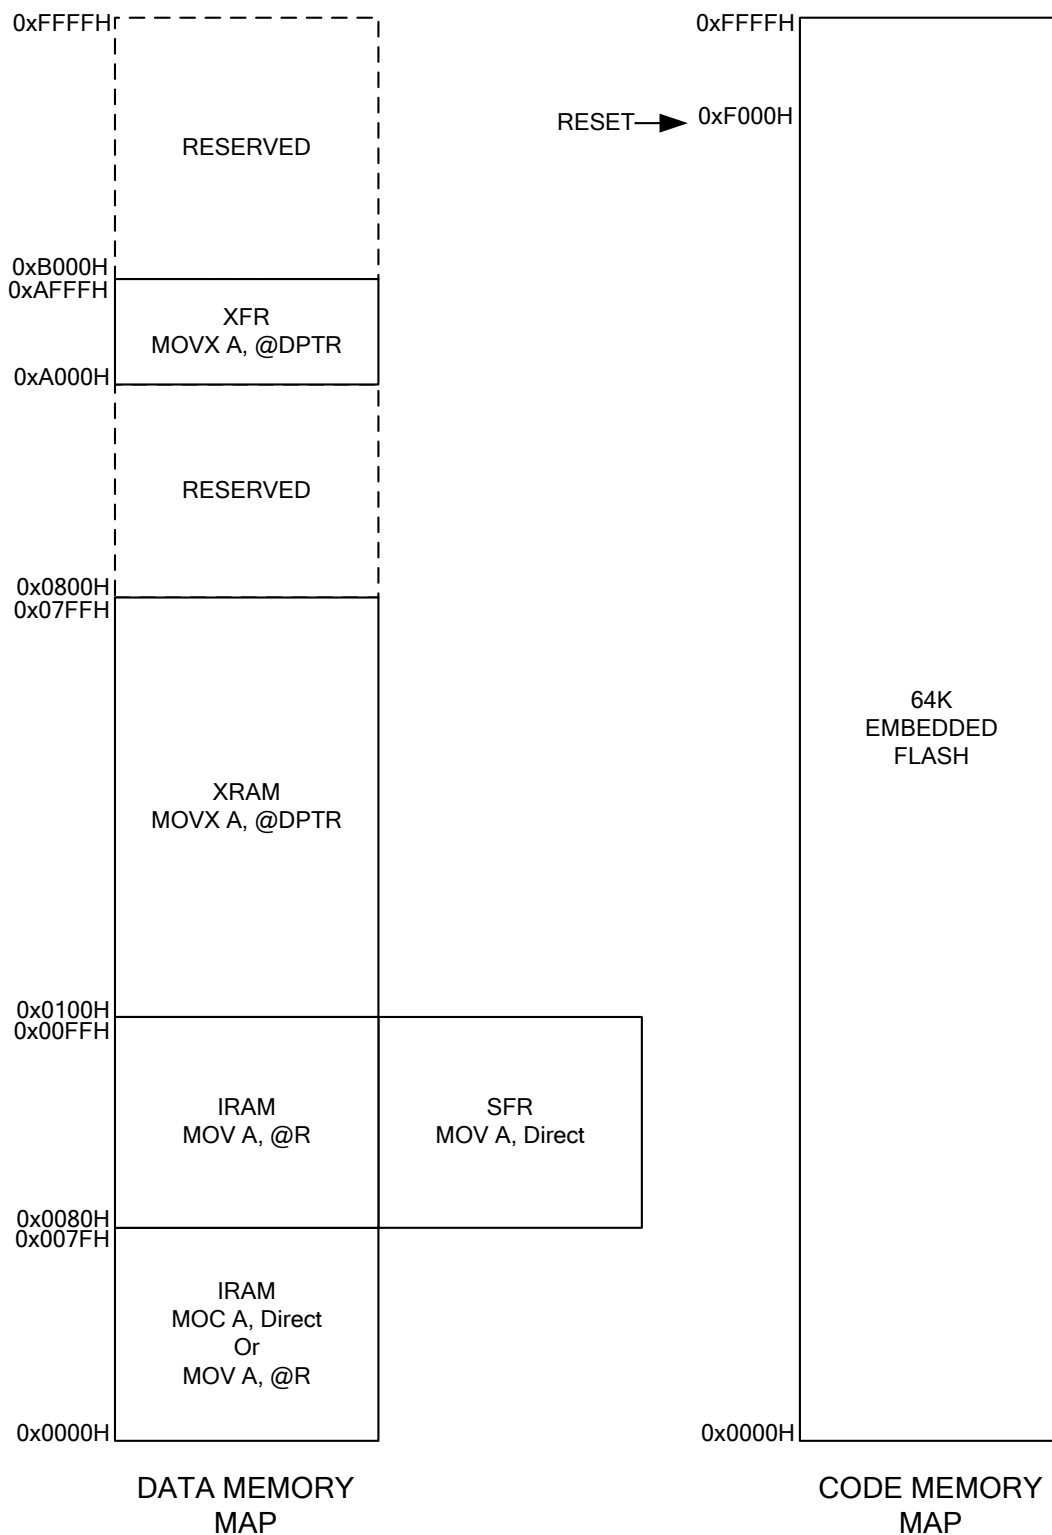 0xFFFFH
RESERVED
0xB000H
0xAFFFH
XFR
MOVX A, @DPTR
0xA000H
RESERVED
0x0800H
0x07FFH
XRAM
MOVX A, @DPTR
0x0100H
0x00FFH
IRAM
MOV A, @R
SFR
MOV A, Direct
0x0080H
0x007FH
IRAM
MOC A, Direct
Or
MOV A, @R
0x0000H
DATA MEMORY
MAP
0xFFFFH
RESET
0xF000H
64K
EMBEDDED
FLASH
0x0000H
CODE MEMORY
MAP